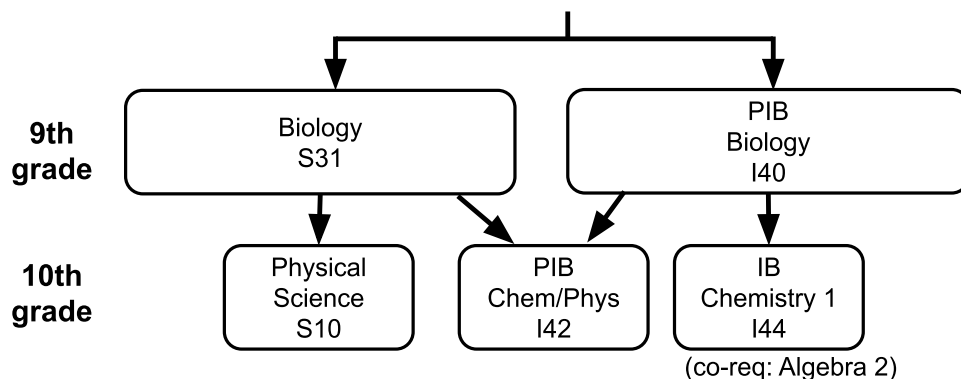 9th
grade
Biology
S31
PIB
Biology
I40
10th
grade
Physical
Science
S10
PIB
Chem/Phys
I42
IB
Chemistry 1
I44
(co-req: Algebra 2)